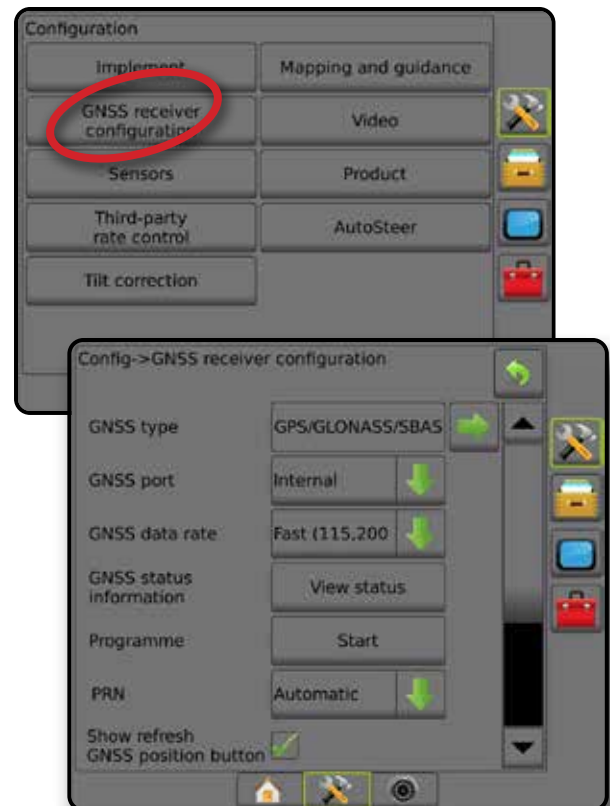 Configuration
Implement
Mapping and guidance
GNSS receiver
configuration
Video
Sensors
Product
Third-party
rate control
AutoSteer
Tilt correction
Config->GNSS receiver configuration
GNSS type
GPS/GLONASS/SBAS
GNSS port
Internal
GNSS data rate
Fast (115,200
GNSS status
information
View status
Programme
Start
PRN
Automatic
Show refresh
GNSS position button